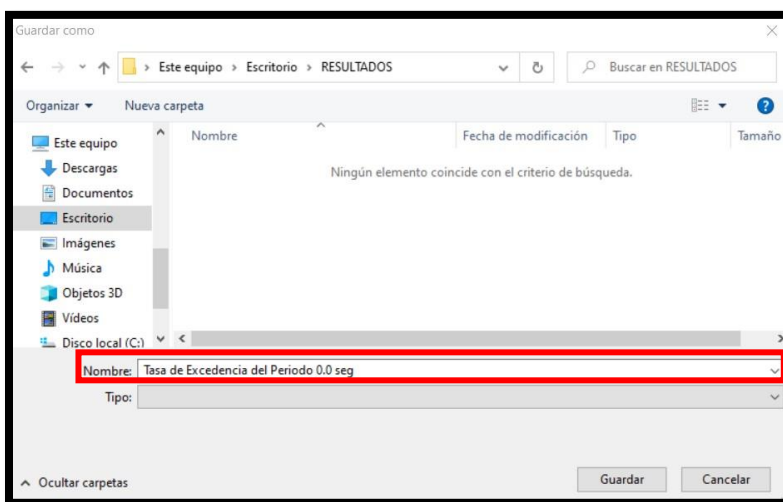 Guardar como
Este equipo > Escritorio > RESULTADOS
Buscar en RESULTADOS
Organizar
Nueva carpeta
Nombre
Fecha de modificación
Tipo
Tamaño
Ningún elemento coincide con el criterio de búsqueda.
Este equipo
Descargas
Documentos
Escritorio
Imágenes
Música
Objetos 3D
Vídeos
Disco local (C:)
Nombre: Tasa de Excedencia del Periodo 0.0 seg
Tipo:
Ocultar carpetas
Guardar
Cancelar